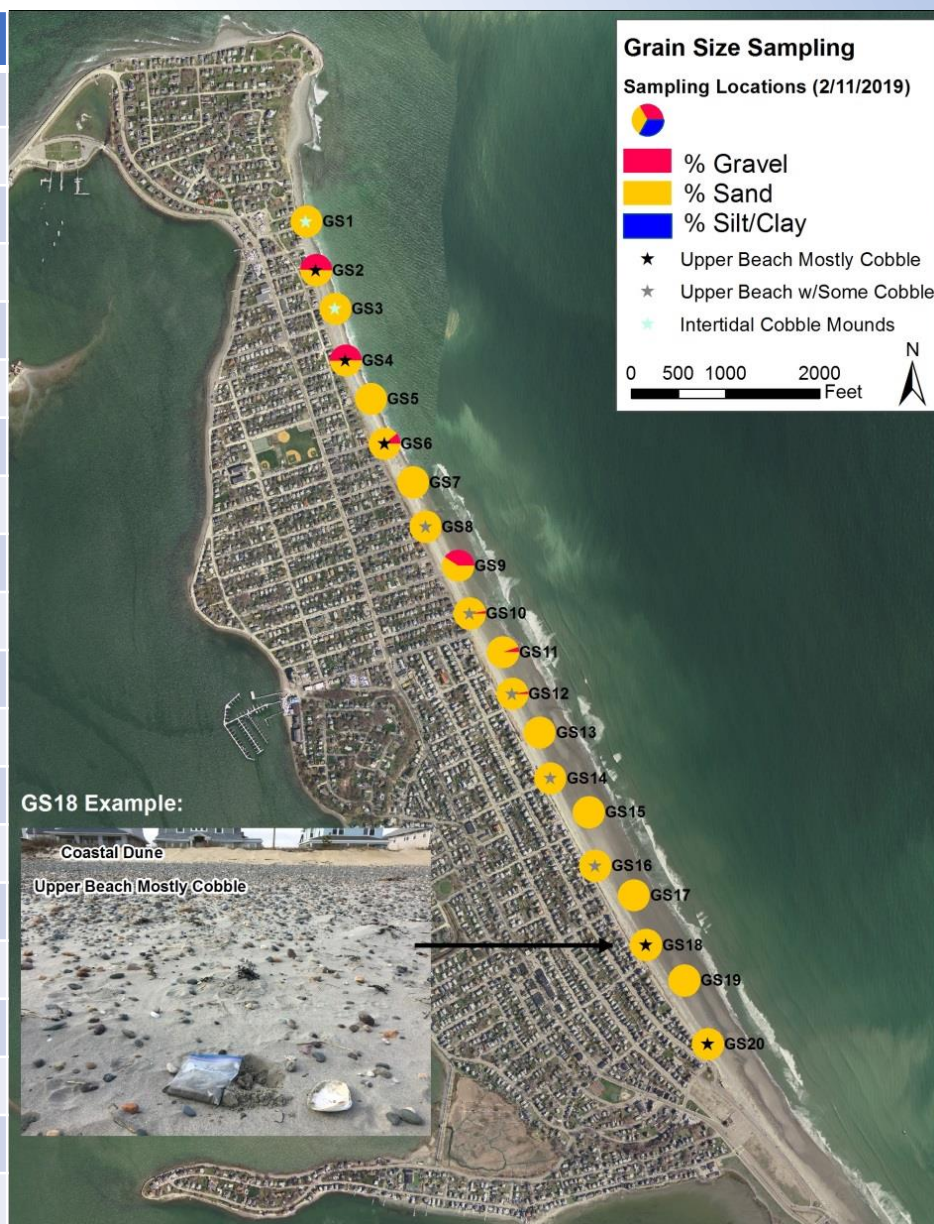 Grain Size Sampling
Sampling Locations (2/11/2019)
% Gravel
% Sand
% Silt/Clay
Upper Beach Mostly Cobble
Upper Beach w/Some Cobble
Intertidal Cobble Mounds
N
0 500 1000 2000
Feet
GS1
GS2
GS3
GS4
GS5
GS6
GS7
GS8
GS9
GS10
GS11
GS12
GS13
GS14
GS15
GS16
GS17
GS18
GS19
GS20
GS18 Example:
Coastal Dune
Upper Beach Mostly Cobble